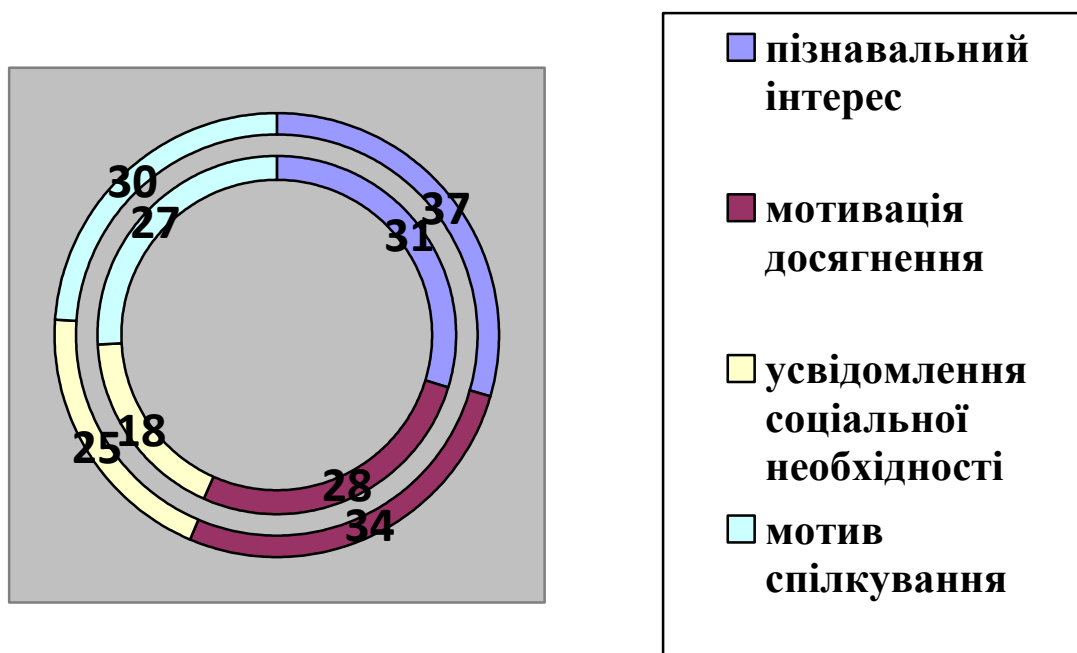 30
27
37
31
18
25
28
34
пізнавальний
інтерес
мотивація
досягнення
усвідомлення
соціальної
необхідності
мотив
спілкування